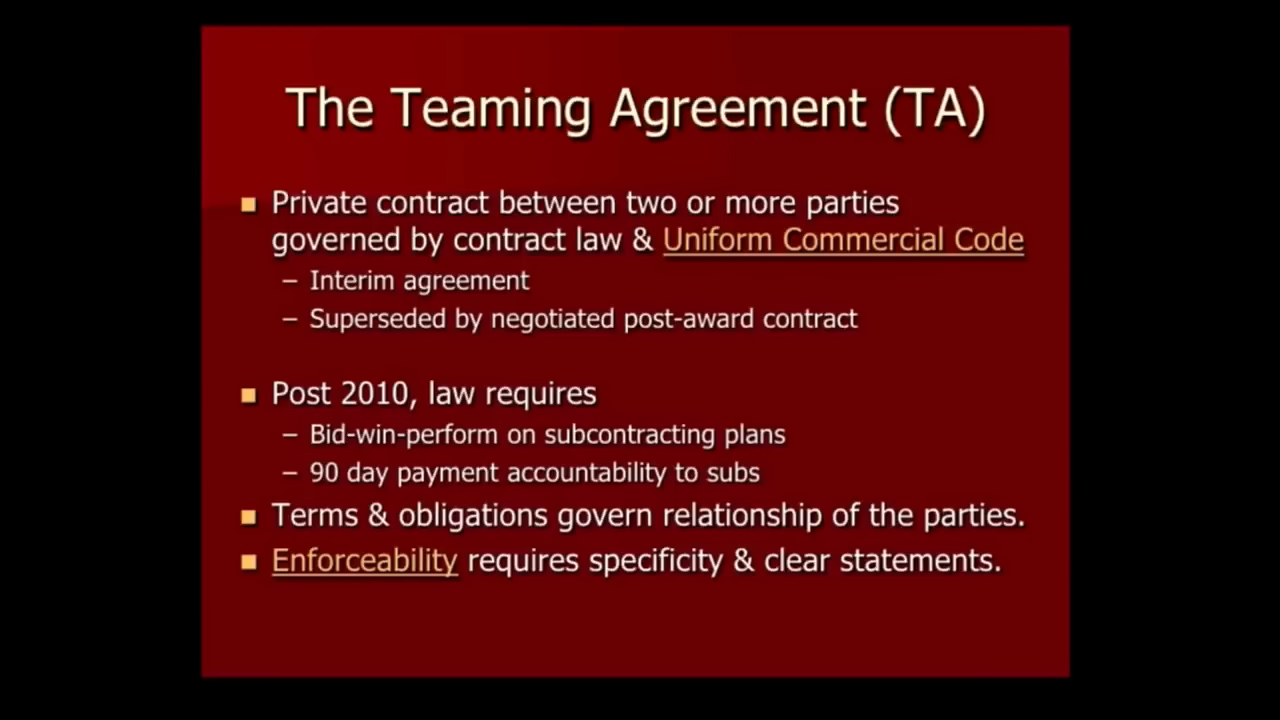 The Teaming Agreement (TA)
■ Private contract between two or more parties
governed by contract law & Uniform Commercial Code
– Interim agreement
– Superseded by negotiated post-award contract
■ Post 2010, law requires
– Bid-win-perform on subcontracting plans
– 90 day payment accountability to subs
■ Terms & obligations govern relationship of the parties.
■ Enforceability requires specificity & clear statements.